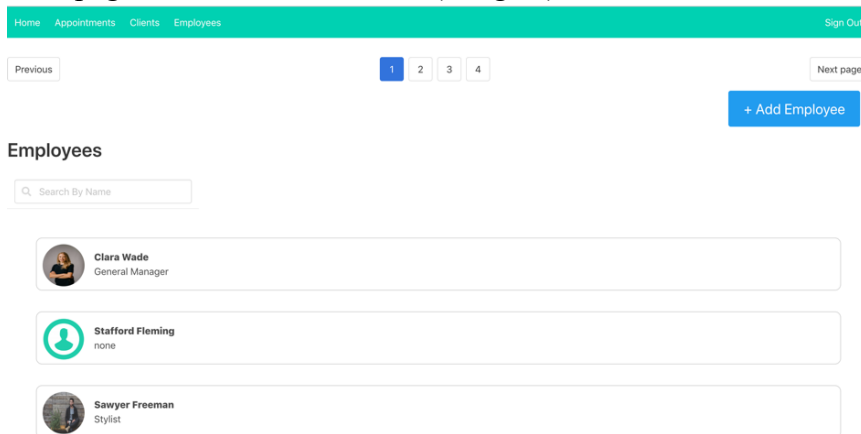 Home Appointments Clients Employees Sign Out
Previous 1 2 3 4 Next page
+ Add Employee
Employees
Search By Name
Clara Wade
General Manager
Stafford Fleming
none
Sawyer Freeman
Stylist